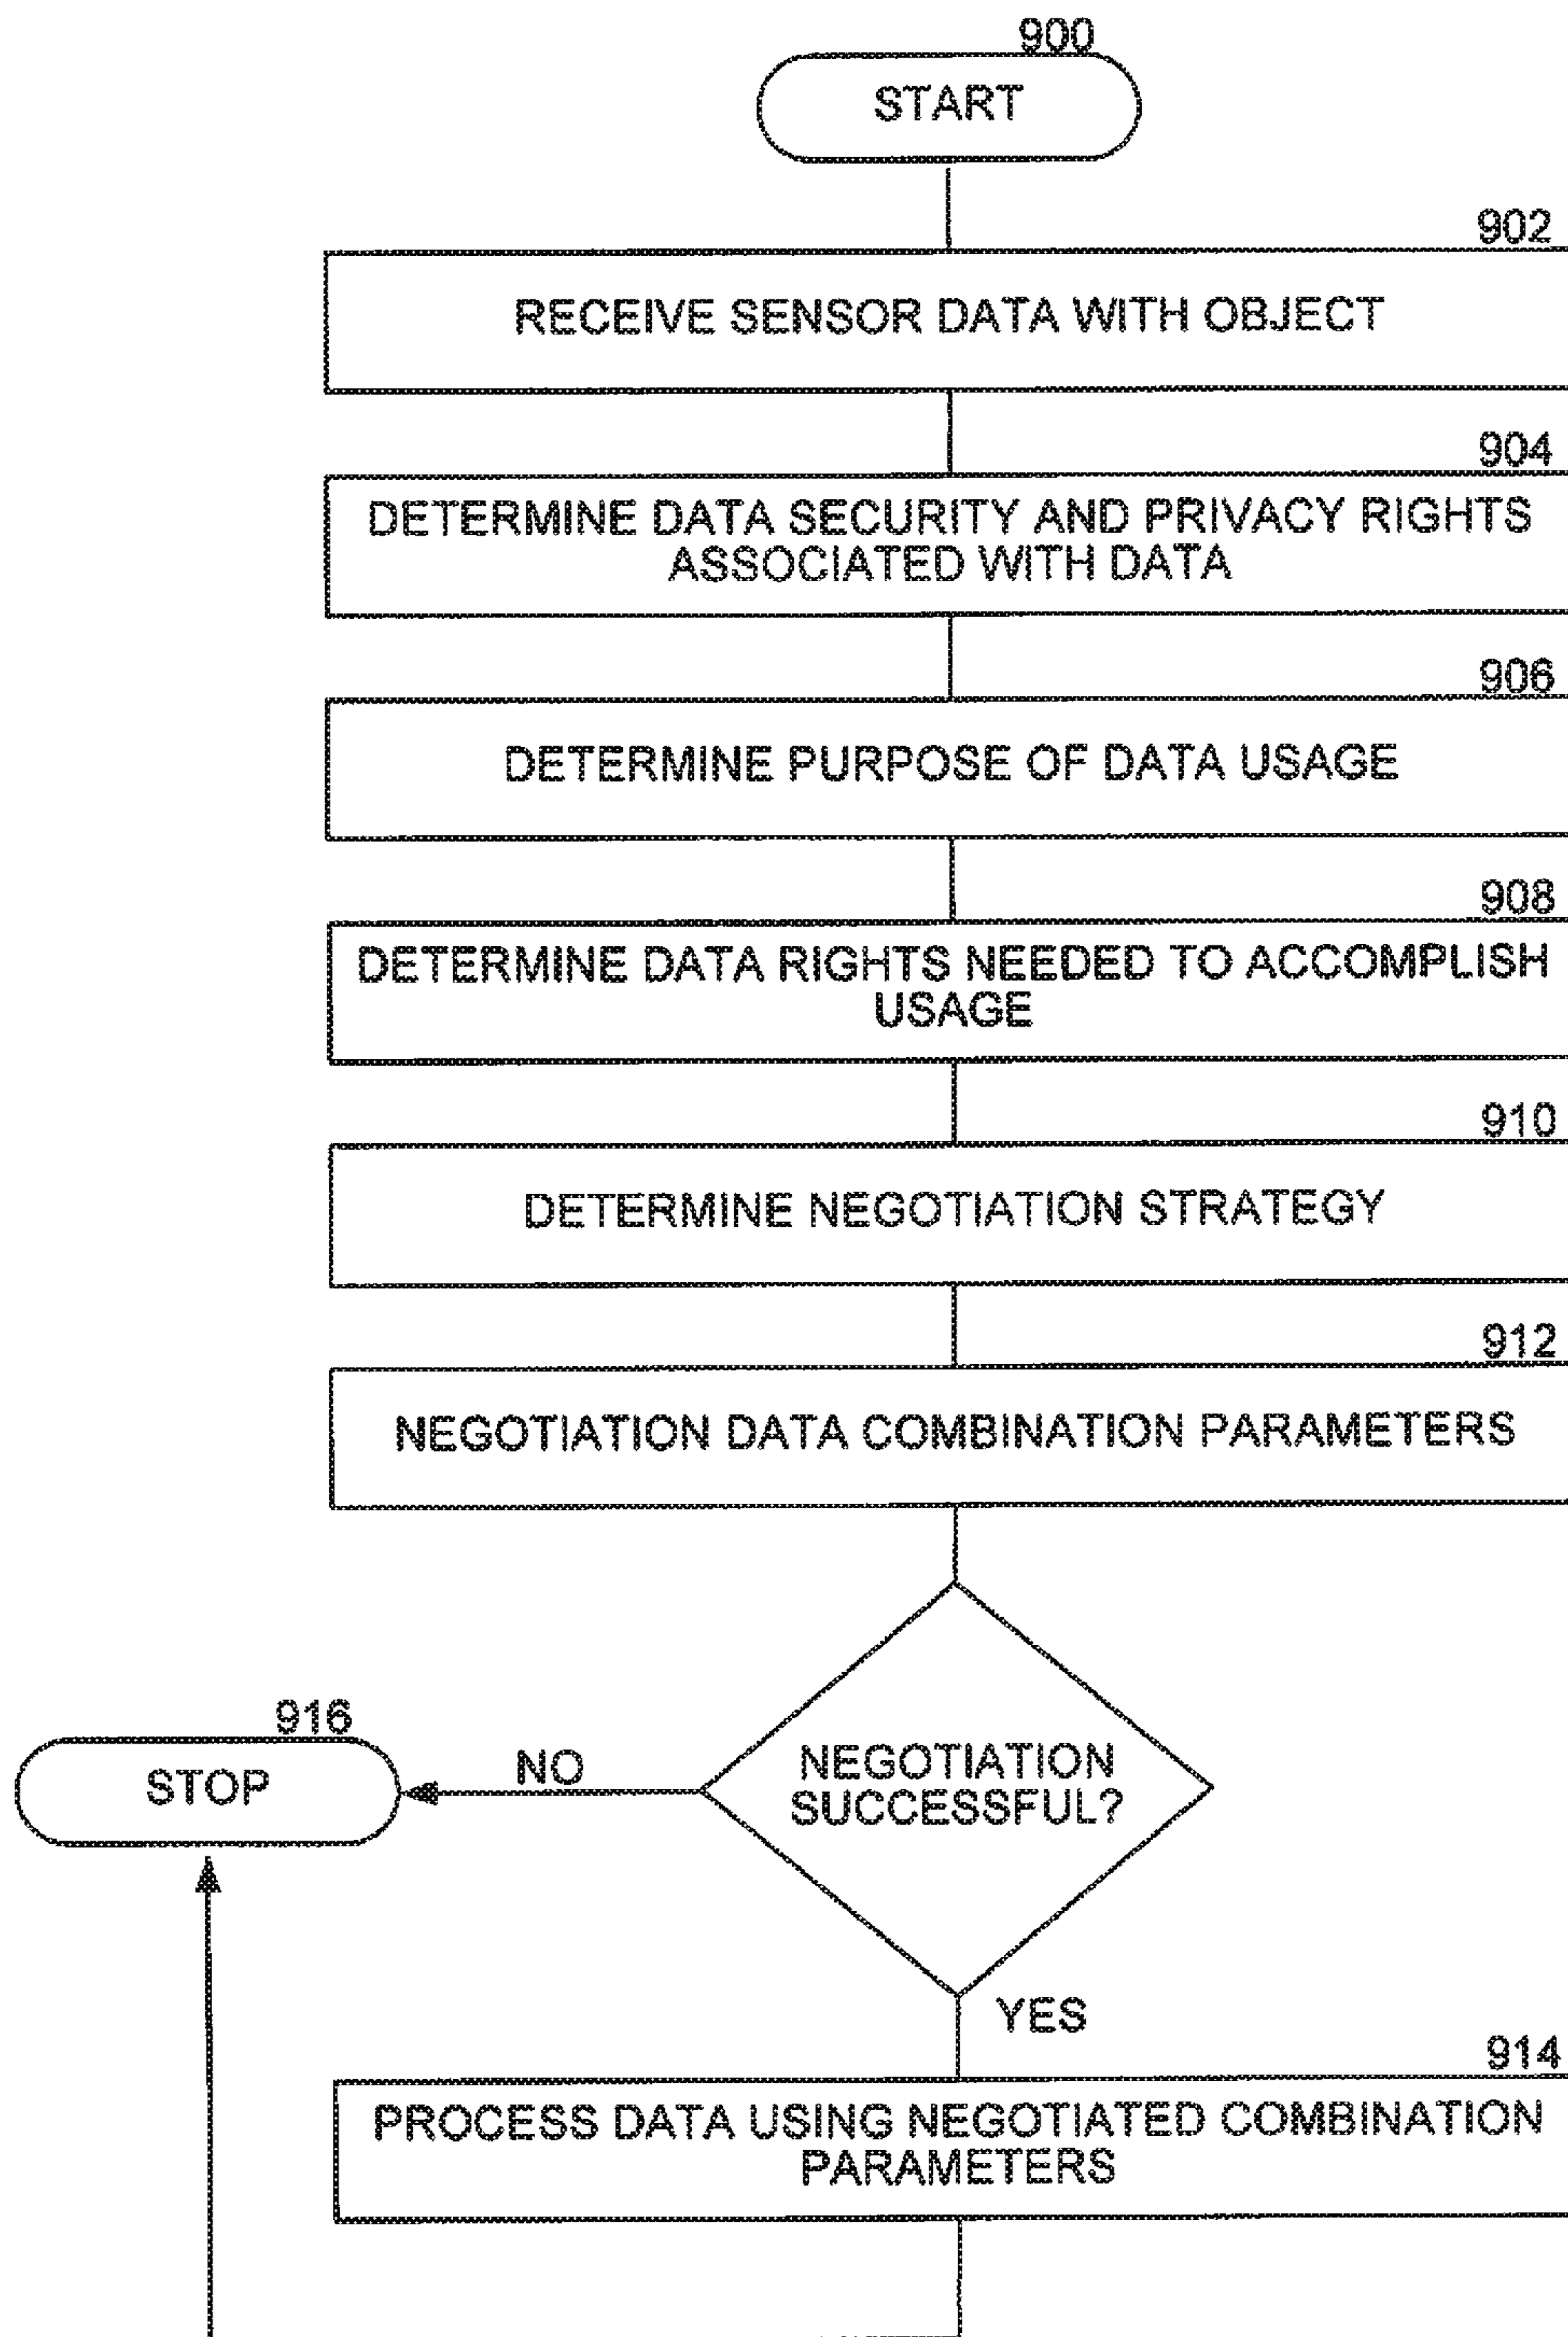 900
START
902
RECEIVE SENSOR DATA WITH OBJECT
904
DETERMINE DATA SECURITY AND PRIVACY RIGHTS
ASSOCIATED WITH DATA
906
DETERMINE PURPOSE OF DATA USAGE
908
DETERMINE DATA RIGHTS NEEDED TO ACCOMPLISH
USAGE
910
DETERMINE NEGOTIATION STRATEGY
912
NEGOTIATION DATA COMBINATION PARAMETERS
916
STOP
NO
NEGOTIATION
SUCCESSFUL?
YES
914
PROCESS DATA USING NEGOTIATED COMBINATION
PARAMETERS